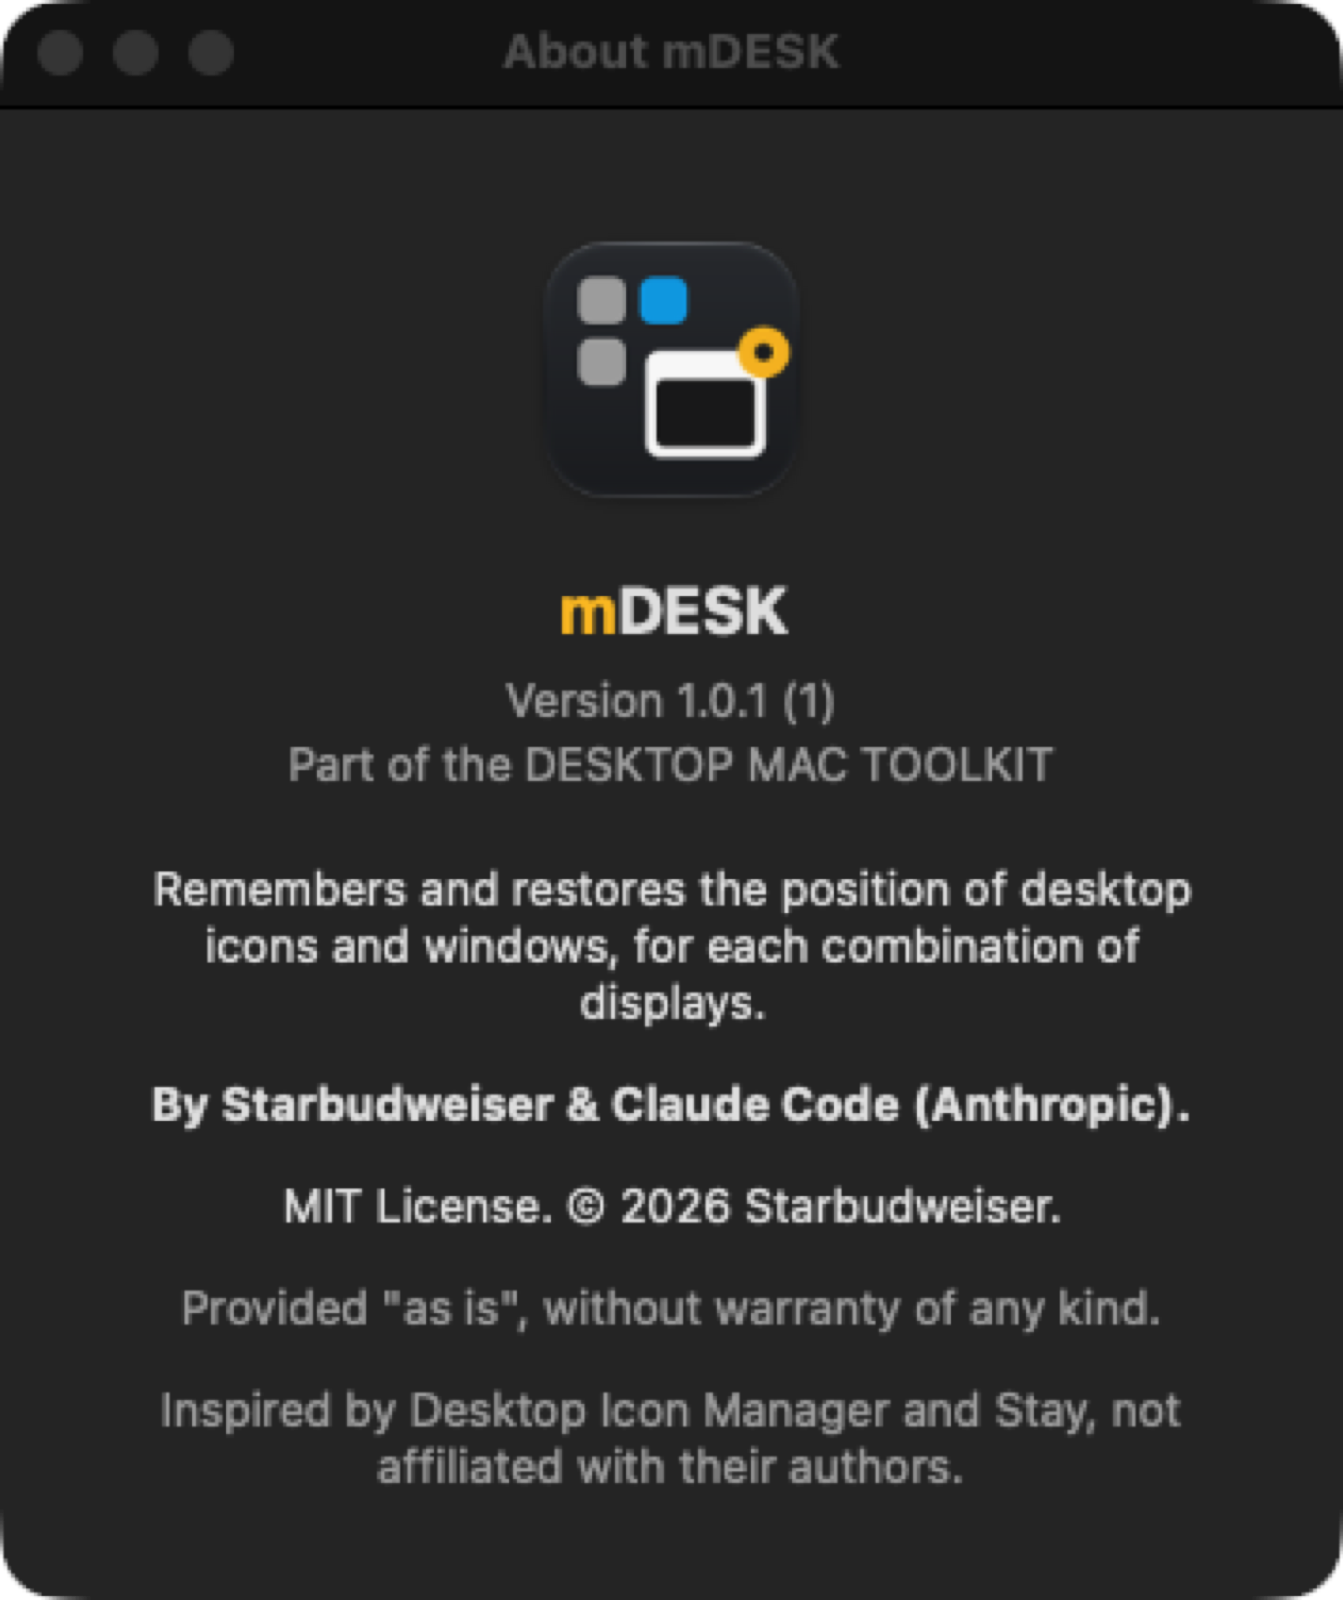 About mDESK
mDESK
Version 1.0.1 (1)
Part of the DESKTOP MAC TOOLKIT
Remembers and restores the position of desktop
icons and windows, for each combination of
displays.
By Starbudweiser & Claude Code (Anthropic).
MIT License. © 2026 Starbudweiser.
Provided "as is", without warranty of any kind.
Inspired by Desktop Icon Manager and Stay, not
affiliated with their authors.